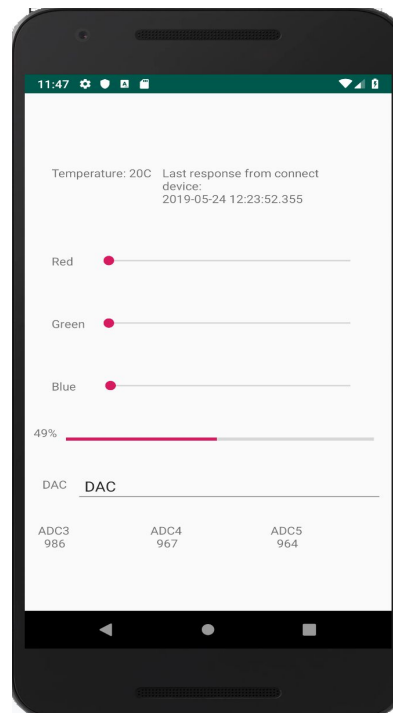 11:47
Temperature: 20C
Last response from connect
device:
2019-05-24 12:23:52.355
Red
Green
Blue
49%
DAC DAC
ADC3 ADC4 ADC5
986 967 964